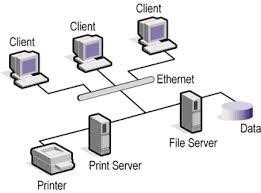 Client
Client
Client
Ethernet
File Server
Data
Print Server
Printer